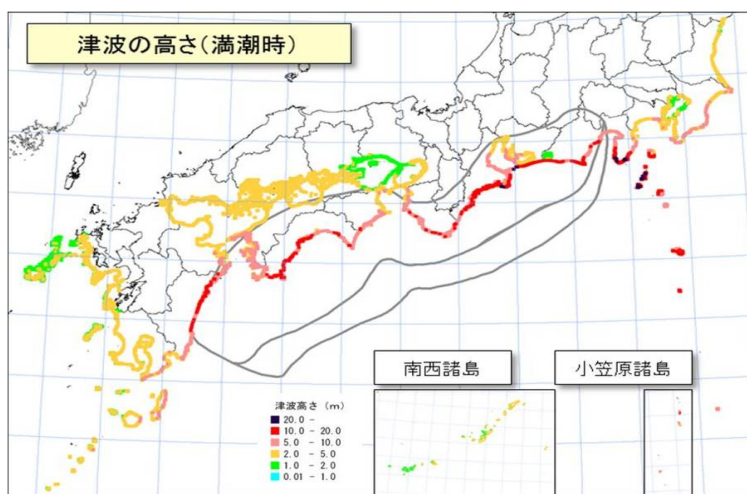 津波の高さ(満潮時)
南西諸島
小笠原諸島
津波高さ (m)
20.0 -
10.0 - 20.0
5.0 - 10.0
2.0 - 5.0
1.0 - 2.0
0.01 - 1.0